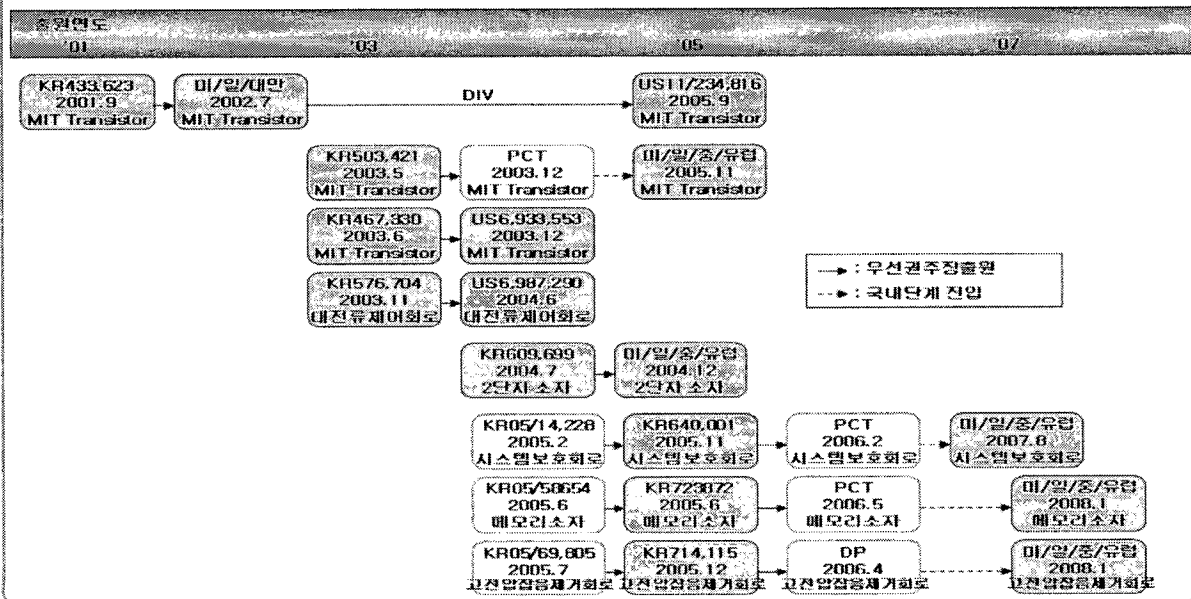 출원연도
'01 '03 '05 '07
KR433,623
2001.9
MIT Transistor
미/일/대만
2002.7
MIT Transistor
DIV
US11/234,816
2005.9
MIT Transistor
KR503,421
2003.5
MIT Transistor
PCT
2003.12
MIT Transistor
미/일/중/유럽
2005.11
MIT Transistor
KR467,330
2003.6
MIT Transistor
US6,933,553
2003.12
MIT Transistor
KR576,704
2003.11
대전류제어회로
US6,987,290
2004.6
대전류제어회로
: 우선권주장출원
: 국내단계 진입
KR609,699
2004.7
2단자 소자
미/일/중/유럽
2004.12
2단자 소자
KR05/14,228
2005.2
시스템보호회로
KR640,001
2005.11
시스템보호회로
PCT
2006.2
시스템보호회로
미/일/중/유럽
2007.8
시스템보호회로
KR05/58654
2005.6
메모리소자
KR723872
2005.6
메모리소자
PCT
2006.5
메모리소자
미/일/중/유럽
2008.1
메모리소자
KR05/69,805
2005.7
고전압잡음제거회로
KR714,115
2005.12
고전압잡음제거회로
DP
2006.4
고전압잡음제거회로
미/일/중/유럽
2008.1
고전압잡음제거회로